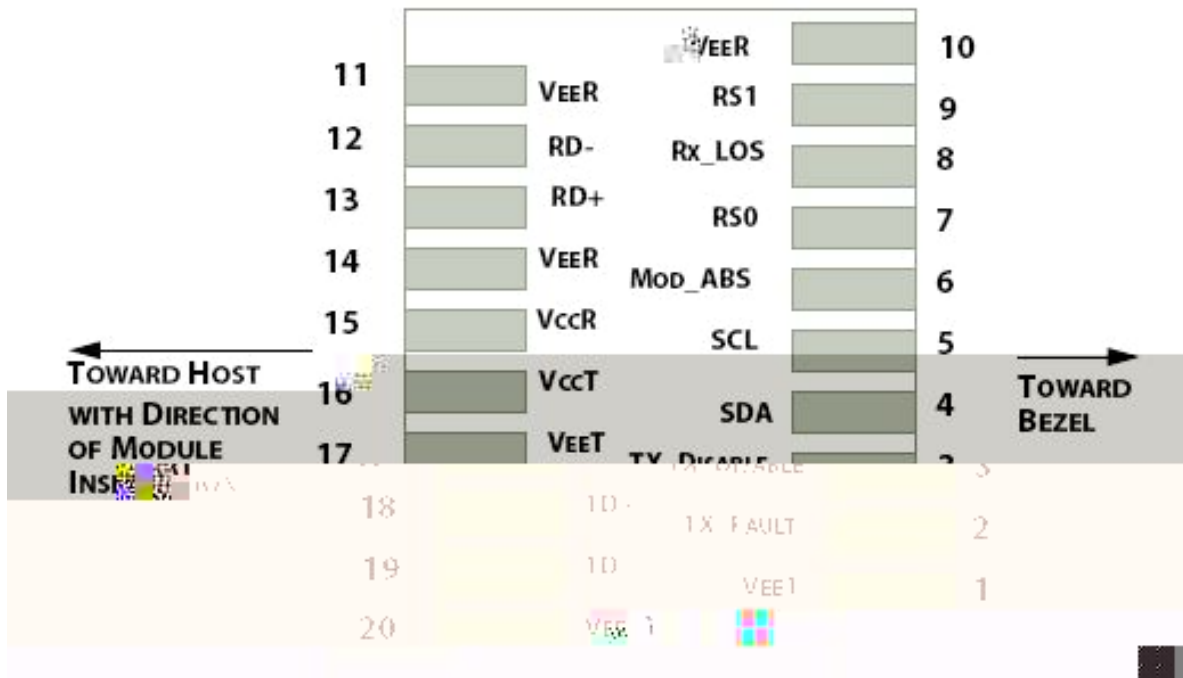 VEER 10
11 VEER RS1 9
12 RD- RX_LOS 8
13 RD+ RS0 7
14 VEER MOD_ABS 6
15 VCCR SCL 5
TOWARD HOST
WITH DIRECTION
OF MODULE
16 VCCT SDA 4
TOWARD
BEZEL
17 VEET TX_DISABLE 3
18 TX_FAULT 2
19 1
20